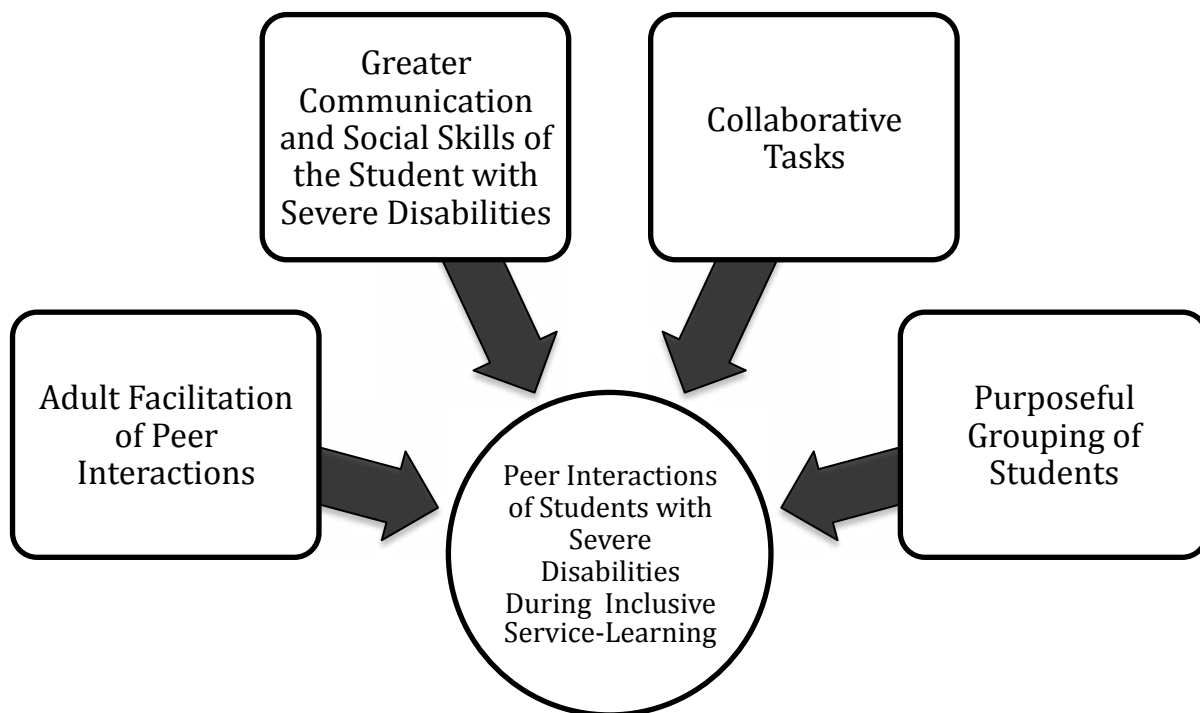 Greater
Communication
and Social Skills of
the Student with
Severe Disabilities
Collaborative
Tasks
Adult Facilitation
of Peer
Interactions
Purposeful
Grouping of
Students
Peer Interactions
of Students with
Severe
Disabilities
During Inclusive
Service-Learning